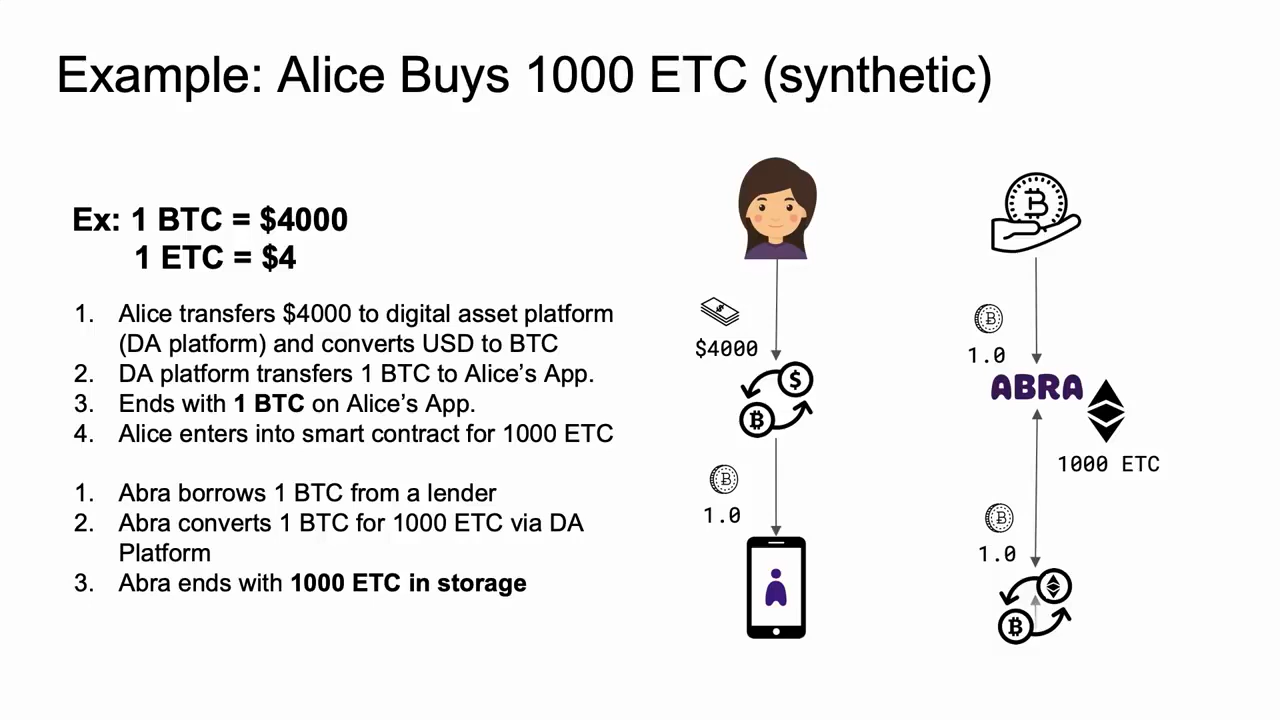 Example: Alice Buys 1000 ETC (synthetic)
Ex: 1 BTC = $4000
1 ETC = $4
1. Alice transfers $4000 to digital asset platform
(DA platform) and converts USD to BTC
2. DA platform transfers 1 BTC to Alice’s App.
3. Ends with 1 BTC on Alice’s App.
4. Alice enters into smart contract for 1000 ETC
1. Abra borrows 1 BTC from a lender
2. Abra converts 1 BTC for 1000 ETC via DA
Platform
3. Abra ends with 1000 ETC in storage
$4000
1.0
1.0
ABRA
1000 ETC
1.0